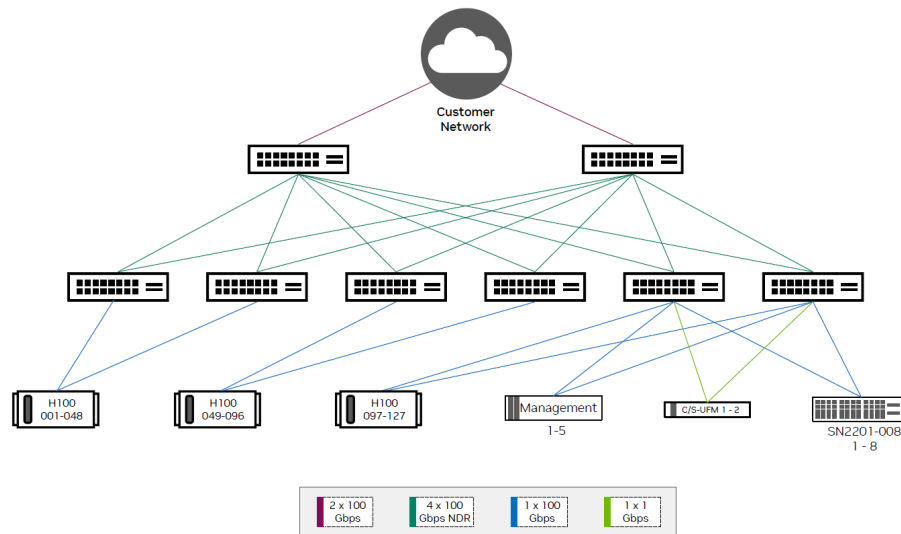 Customer
Network
H100
001-048
H100
049-096
H100
097-127
Management
1-5
C/S-UFM 1 - 2
SN2201-008
1 - 8
2 x 100
Gbps
4 x 100
Gbps NDR
1 x 100
Gbps
1 x 1
Gbps